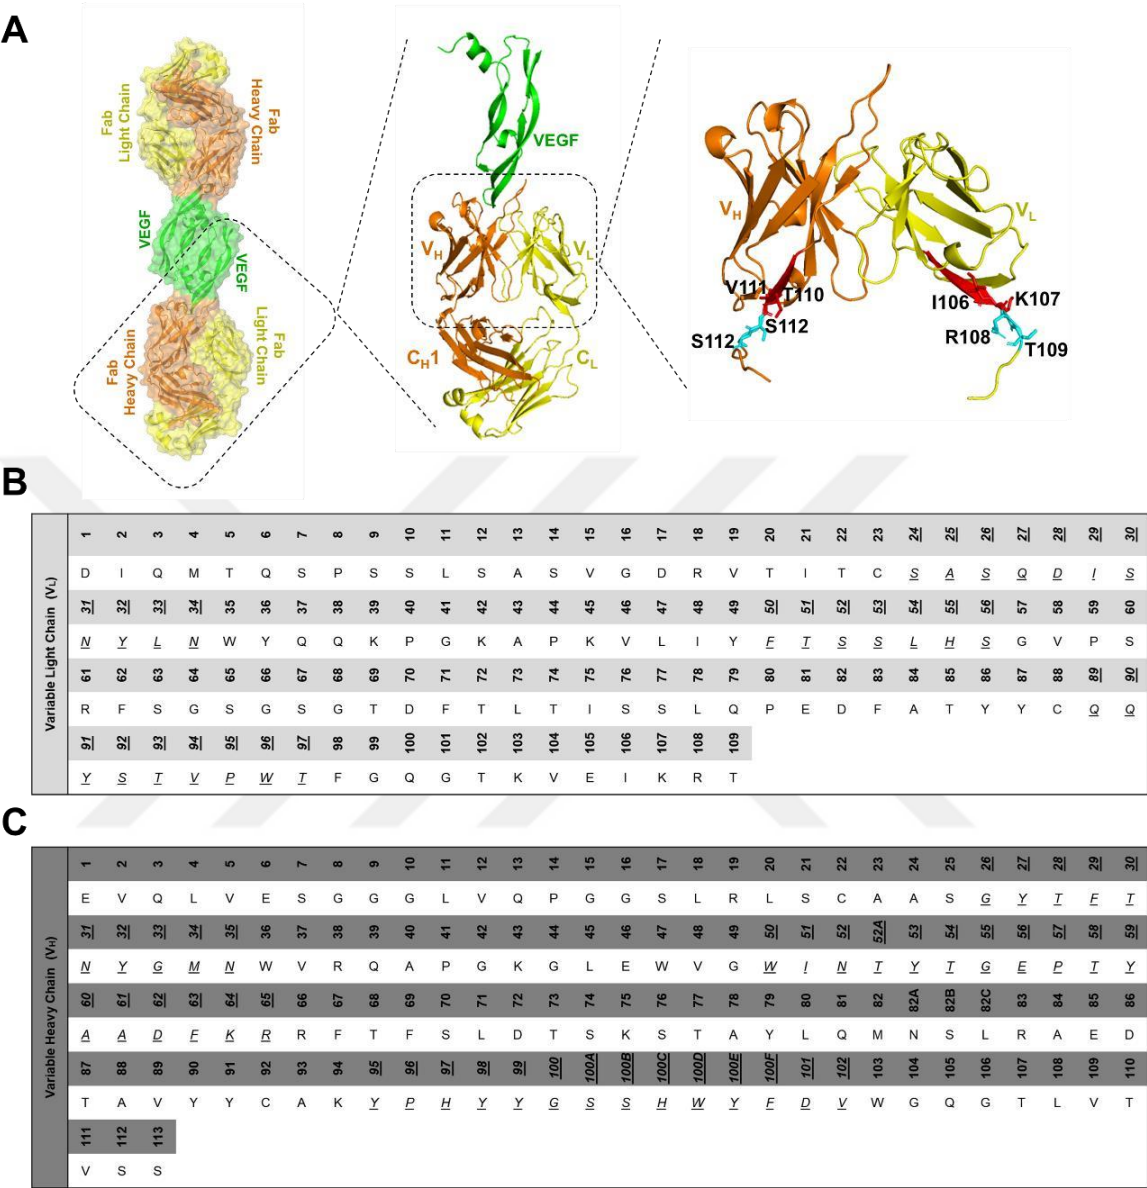 A
Fab
Light Chain
Fab
Heavy Chain
VEGF
VEGF
Fab
Heavy Chain
Fab
Light Chain
VEGF
VH
VL
CH1
CL
VH
VL
V111
T110
S112
S112
I106
K107
R108
T109
B
Variable Light Chain (VL)
1 2 3 4 5 6 7 8 9 10 11 12 13 14 15 16 17 18 19 20 21 22 23 24 25 26 27 28 29 30
D I Q M T Q S P S S L S A S V G D R V T I T C S A S Q D I S
31 32 33 34 35 36 37 38 39 40 41 42 43 44 45 46 47 48 49 50 51 52 53 54 55 56 57 58 59 60
N Y L N W Y Q Q K P G K A P K V L I Y F T S S L H S G V P S
61 62 63 64 65 66 67 68 69 70 71 72 73 74 75 76 77 78 79 80 81 82 83 84 85 86 87 88 89 90
R F S G S G S G T D F T L T I S S L Q P E D F A T Y Y C Q Q
91 92 93 94 95 96 97 98 99 100 101 102 103 104 105 106 107 108 109
Y S T V P W T F G Q G T K V E I K R T
C
Variable Heavy Chain (VH)
1 2 3 4 5 6 7 8 9 10 11 12 13 14 15 16 17 18 19 20 21 22 23 24 25 26 27 28 29 30
E V Q L V E S G G G L V Q P G G S L R L S C A A S G Y T F T
31 32 33 34 35 36 37 38 39 40 41 42 43 44 45 46 47 48 49 50 51 52 52A 53 54 55 56 57 58 59
N Y G M N W V R Q A P G K G L E W V G W I N T Y T G E P T Y
60 61 62 63 64 65 66 67 68 69 70 71 72 73 74 75 76 77 78 79 80 81 82 82A 82B 82C 83 84 85 86
A A D F K R R F T F S L D T S K S T A Y L Q M N S L R A E D
87 88 89 90 91 92 93 94 95 96 97 98 99 100 100A 100B 100C 100D 100E 100F 101 102 103 104 105 106 107 108 109 110
T A V Y Y C A K Y P H Y Y G S S H W Y F D V W G Q G T L V T
111 112 113
V S S